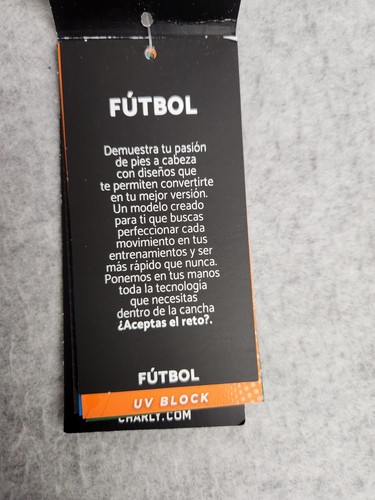 FÚTBOL
Demuestra tu pasión
de pies a cabeza
con diseños que
te permiten convertirte
en tu mejor versión.
Un modelo creado
para ti que buscas
perfeccionar cada
movimiento en tus
entrenamientos y ser
más rápido que nunca.
Ponemos en tus manos
toda la tecnología
que necesitas
dentro de la cancha
¿Aceptas el reto?.
FÚTBOL
UV BLOCK
CHARLY.COM